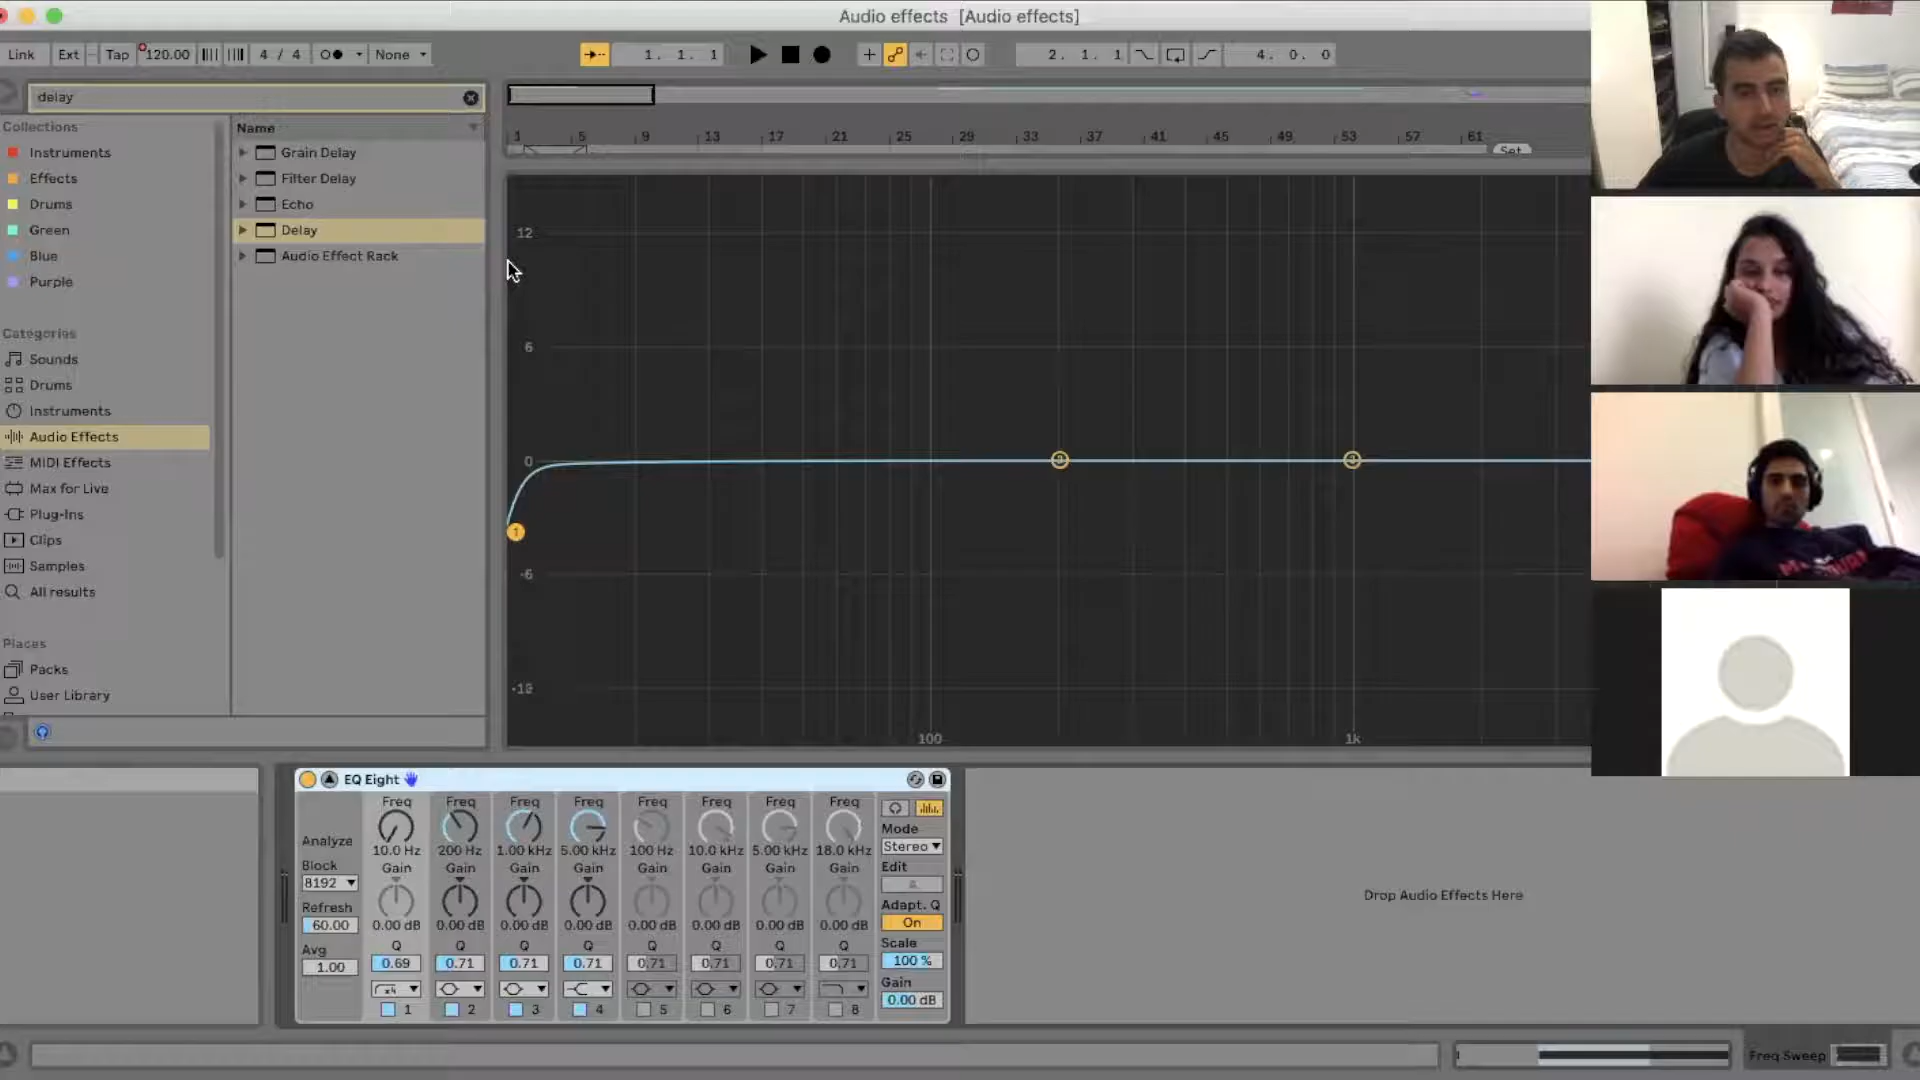 Audio effects [Audio effects]
Link Ext Tap 120.00 4 / 4 None 1. 1. 1 2. 1. 1 4. 0. 0
delay
Collections
Instruments
Effects
Drums
Green
Blue
Purple
Categories
Sounds
Drums
Instruments
Audio Effects
MIDI Effects
Max for Live
Plug-Ins
Clips
Samples
All results
Places
Packs
User Library
Name
Grain Delay
Filter Delay
Echo
Delay
Audio Effect Rack
1 5 9 13 17 21 25 29 33 37 41 45 49 53 57 61
Set
12
6
0
-6
-12
100 1k
1
EQ Eight
Analyze
Block
8192
Refresh
60.00
Avg
1.00
Freq Freq Freq Freq Freq Freq Freq Freq
10.0 Hz 200 Hz 1.00 kHz 5.00 kHz 100 Hz 10.0 kHz 5.00 kHz 18.0 kHz
Gain Gain Gain Gain Gain Gain Gain Gain
0.00 dB 0.00 dB 0.00 dB 0.00 dB 0.00 dB 0.00 dB 0.00 dB 0.00 dB
Q Q Q Q Q Q Q Q
0.69 0.71 0.71 0.71 0.71 0.71 0.71 0.71
x4
1 2 3 4 5 6 7 8
Mode
Stereo
Edit
Adapt. Q
On
Scale
100 %
Gain
0.00 dB
Drop Audio Effects Here
Freq Sweep